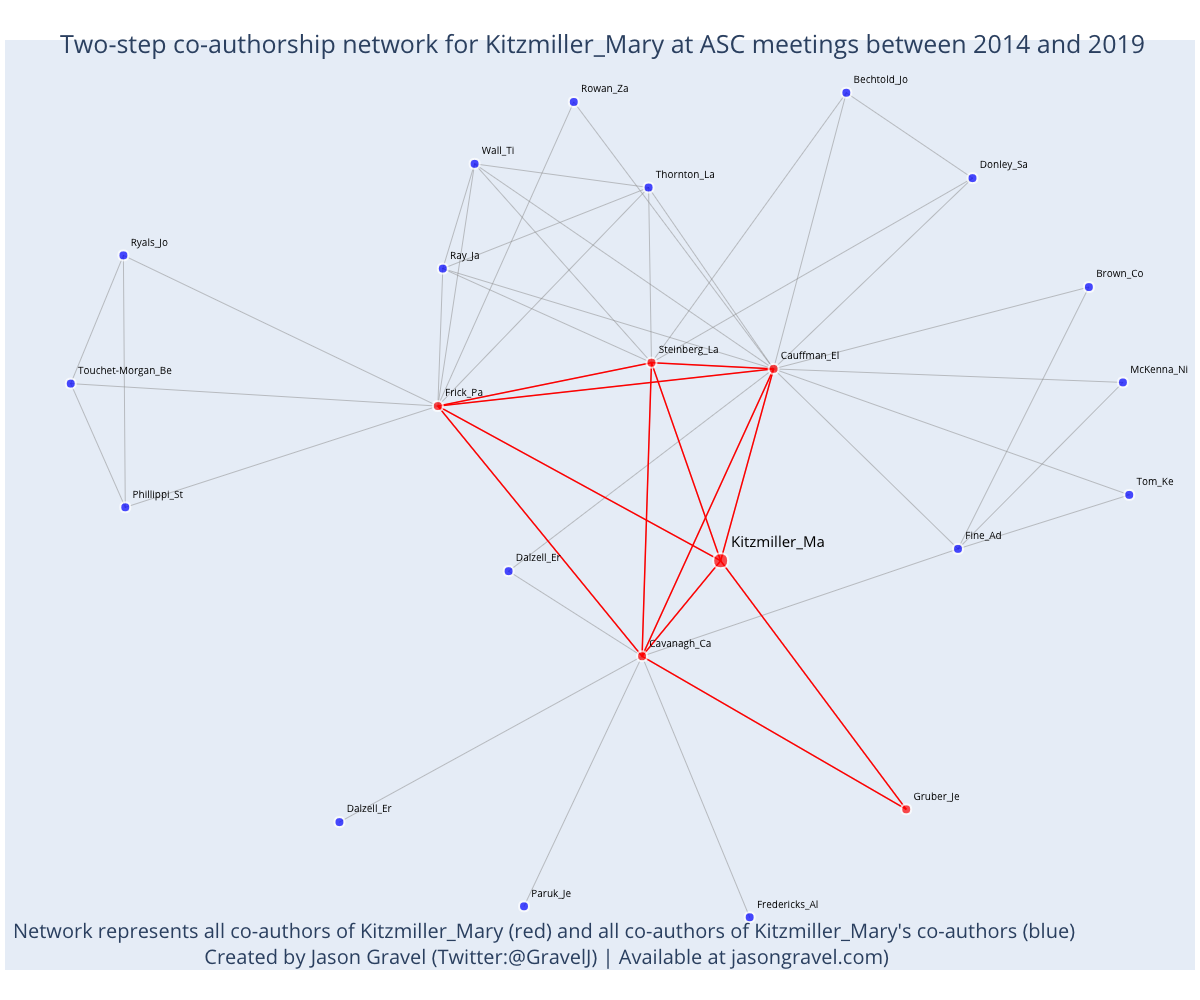 Two-step co-authorship network for Kitzmiller_Mary at ASC meetings between 2014 and 2019
Bechtold_Jo
Rowan_Za
Wall_Ti
Donley_Sa
Thornton_La
Ryals_Jo
Ray_Ja
Brown_Co
Steinberg_La
Cauffman_El
Touchet-Morgan_Be
McKenna_Ni
Frick_Pa
Tom_Ke
Phillippi_St
Fine_Ad
Kitzmiller_Ma
Dalzell_Er
Cavanagh_Ca
Gruber_Je
Dalzell_Er
Paruk_Je
Fredericks_Al
Network represents all co-authors of Kitzmiller_Mary (red) and all co-authors of Kitzmiller_Mary's co-authors (blue)
Created by Jason Gravel (Twitter:@GravelJ) | Available at jasongravel.com)